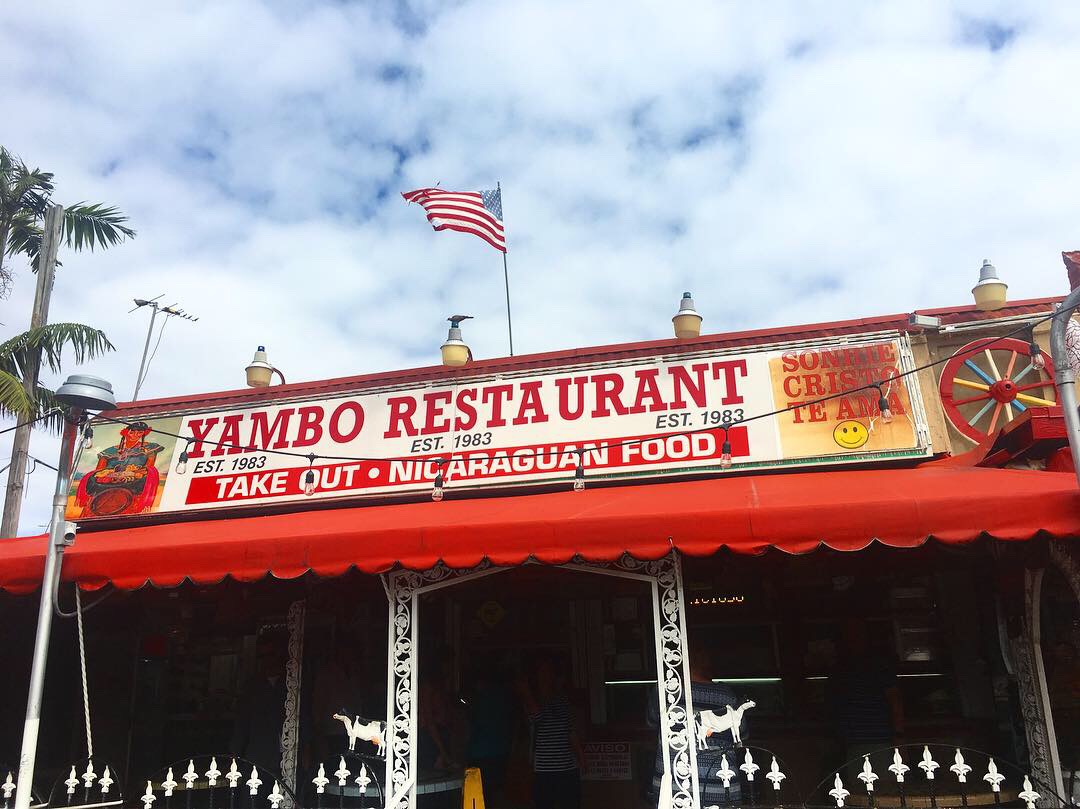 YAMBO RESTAURANT
EST. 1983
EST. 1983
EST. 1983
TAKE OUT • NICARAGUAN FOOD
SONRIE
CRISTO
TE AMA
AVISO